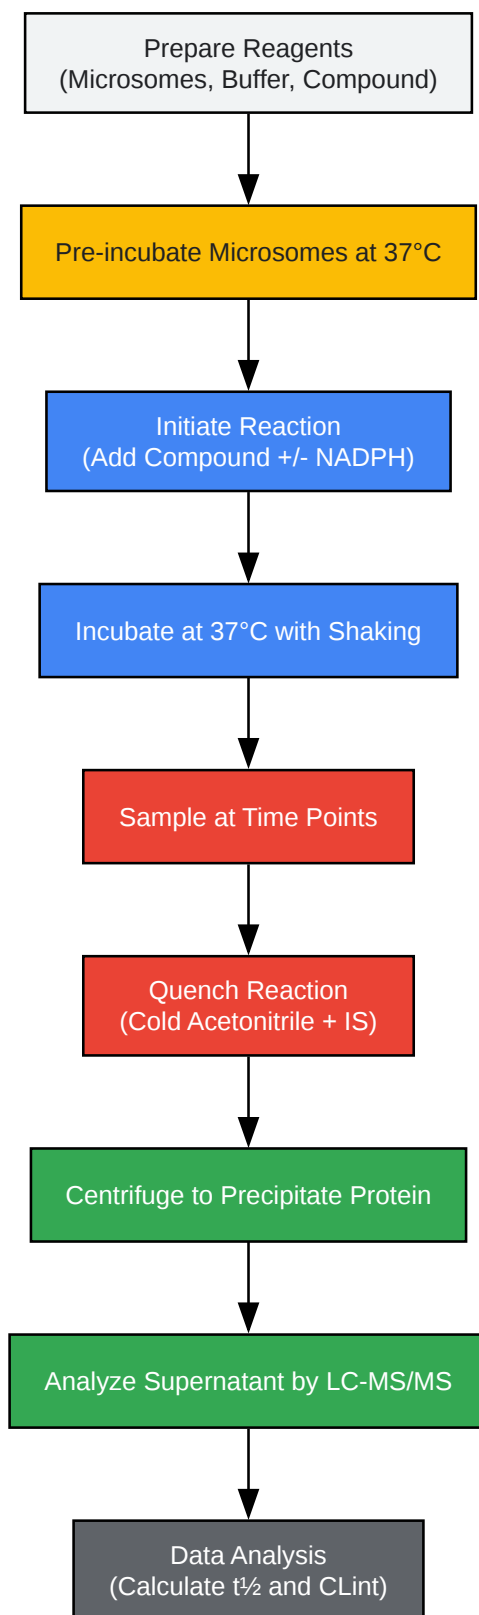 Prepare Reagents
(Microsomes, Buffer, Compound)
Pre-incubate Microsomes at 37°C
Initiate Reaction
(Add Compound +/- NADPH)
Incubate at 37°C with Shaking
Sample at Time Points
Quench Reaction
(Cold Acetonitrile + IS)
Centrifuge to Precipitate Protein
Analyze Supernatant by LC-MS/MS
Data Analysis
(Calculate t½ and CLint)